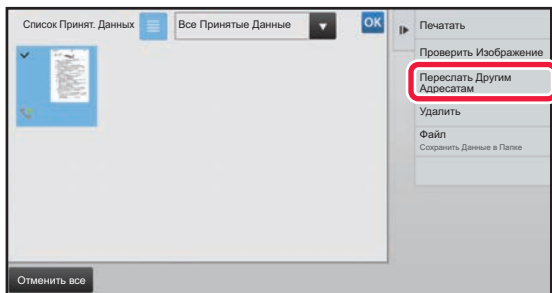 Список Принят. Данных
Все Принятые Данные
OK
Печатать
Проверить Изображение
Переслать Другим
Адресатам
Удалить
Файл
Сохранить Данные в Папке
Отменить все